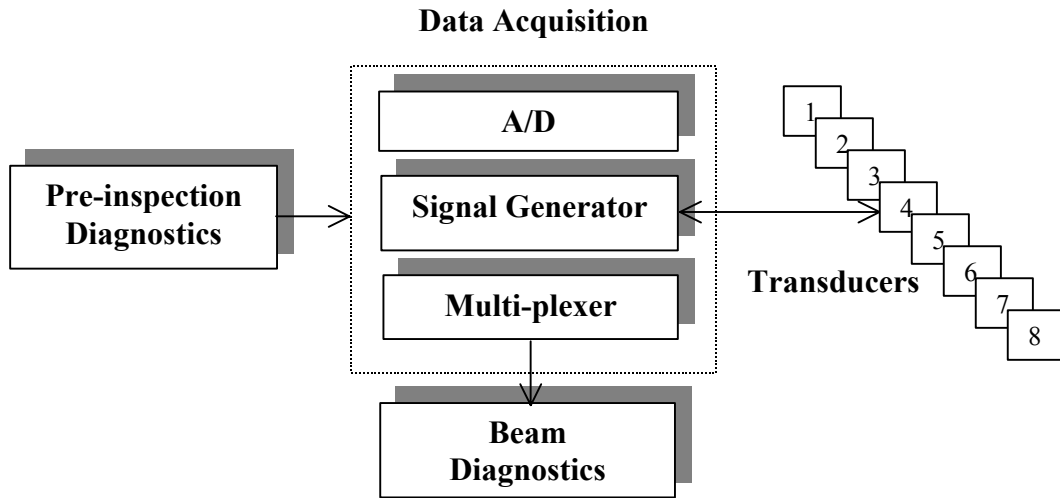 Data Acquisition
A/D
Pre-inspection
Diagnostics
Signal Generator
Multi-plexer
Transducers
1
2
3
4
5
6
7
8
Beam
Diagnostics